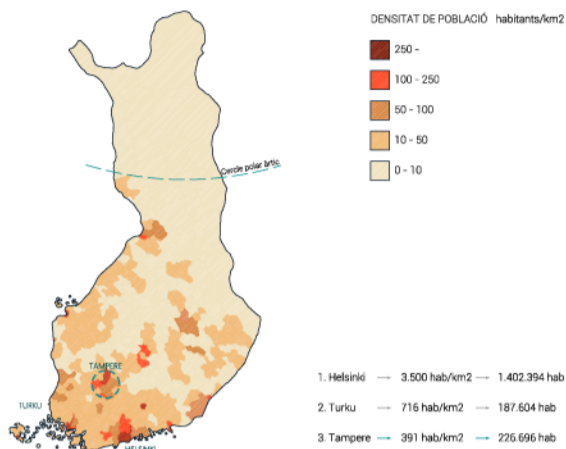 DENSITAT DE POBLACIÓ habitants/km2
250 -
100 - 250
50 - 100
10 - 50
0 - 10
Cercle polar àrtic
TAMPERE
TURKU
HELSINKI
1. Helsinki → 3.500 hab/km2 → 1.402.394 hab
2. Turku → 716 hab/km2 → 187.604 hab
3. Tampere → 391 hab/km2 → 226.696 hab